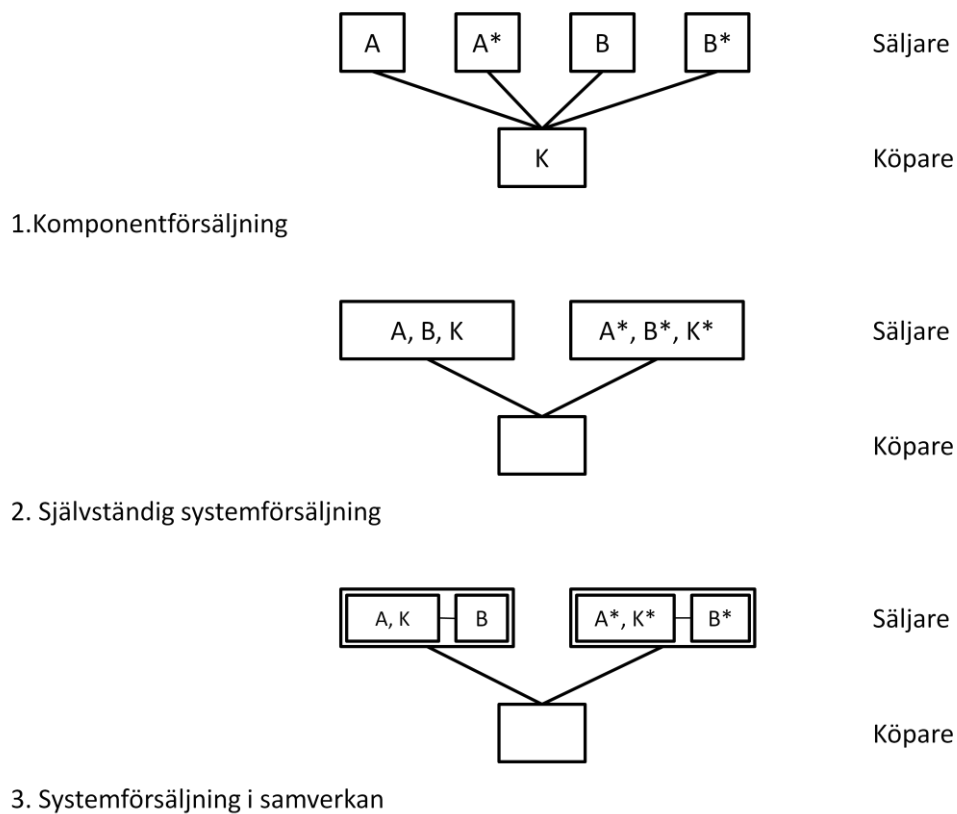 A A* B B* Säljare
K Köpare
1.Komponentförsäljning
A, B, K A*, B*, K* Säljare
Köpare
2. Självständig systemförsäljning
A, K B A*, K* B* Säljare
Köpare
3. Systemförsäljning i samverkan